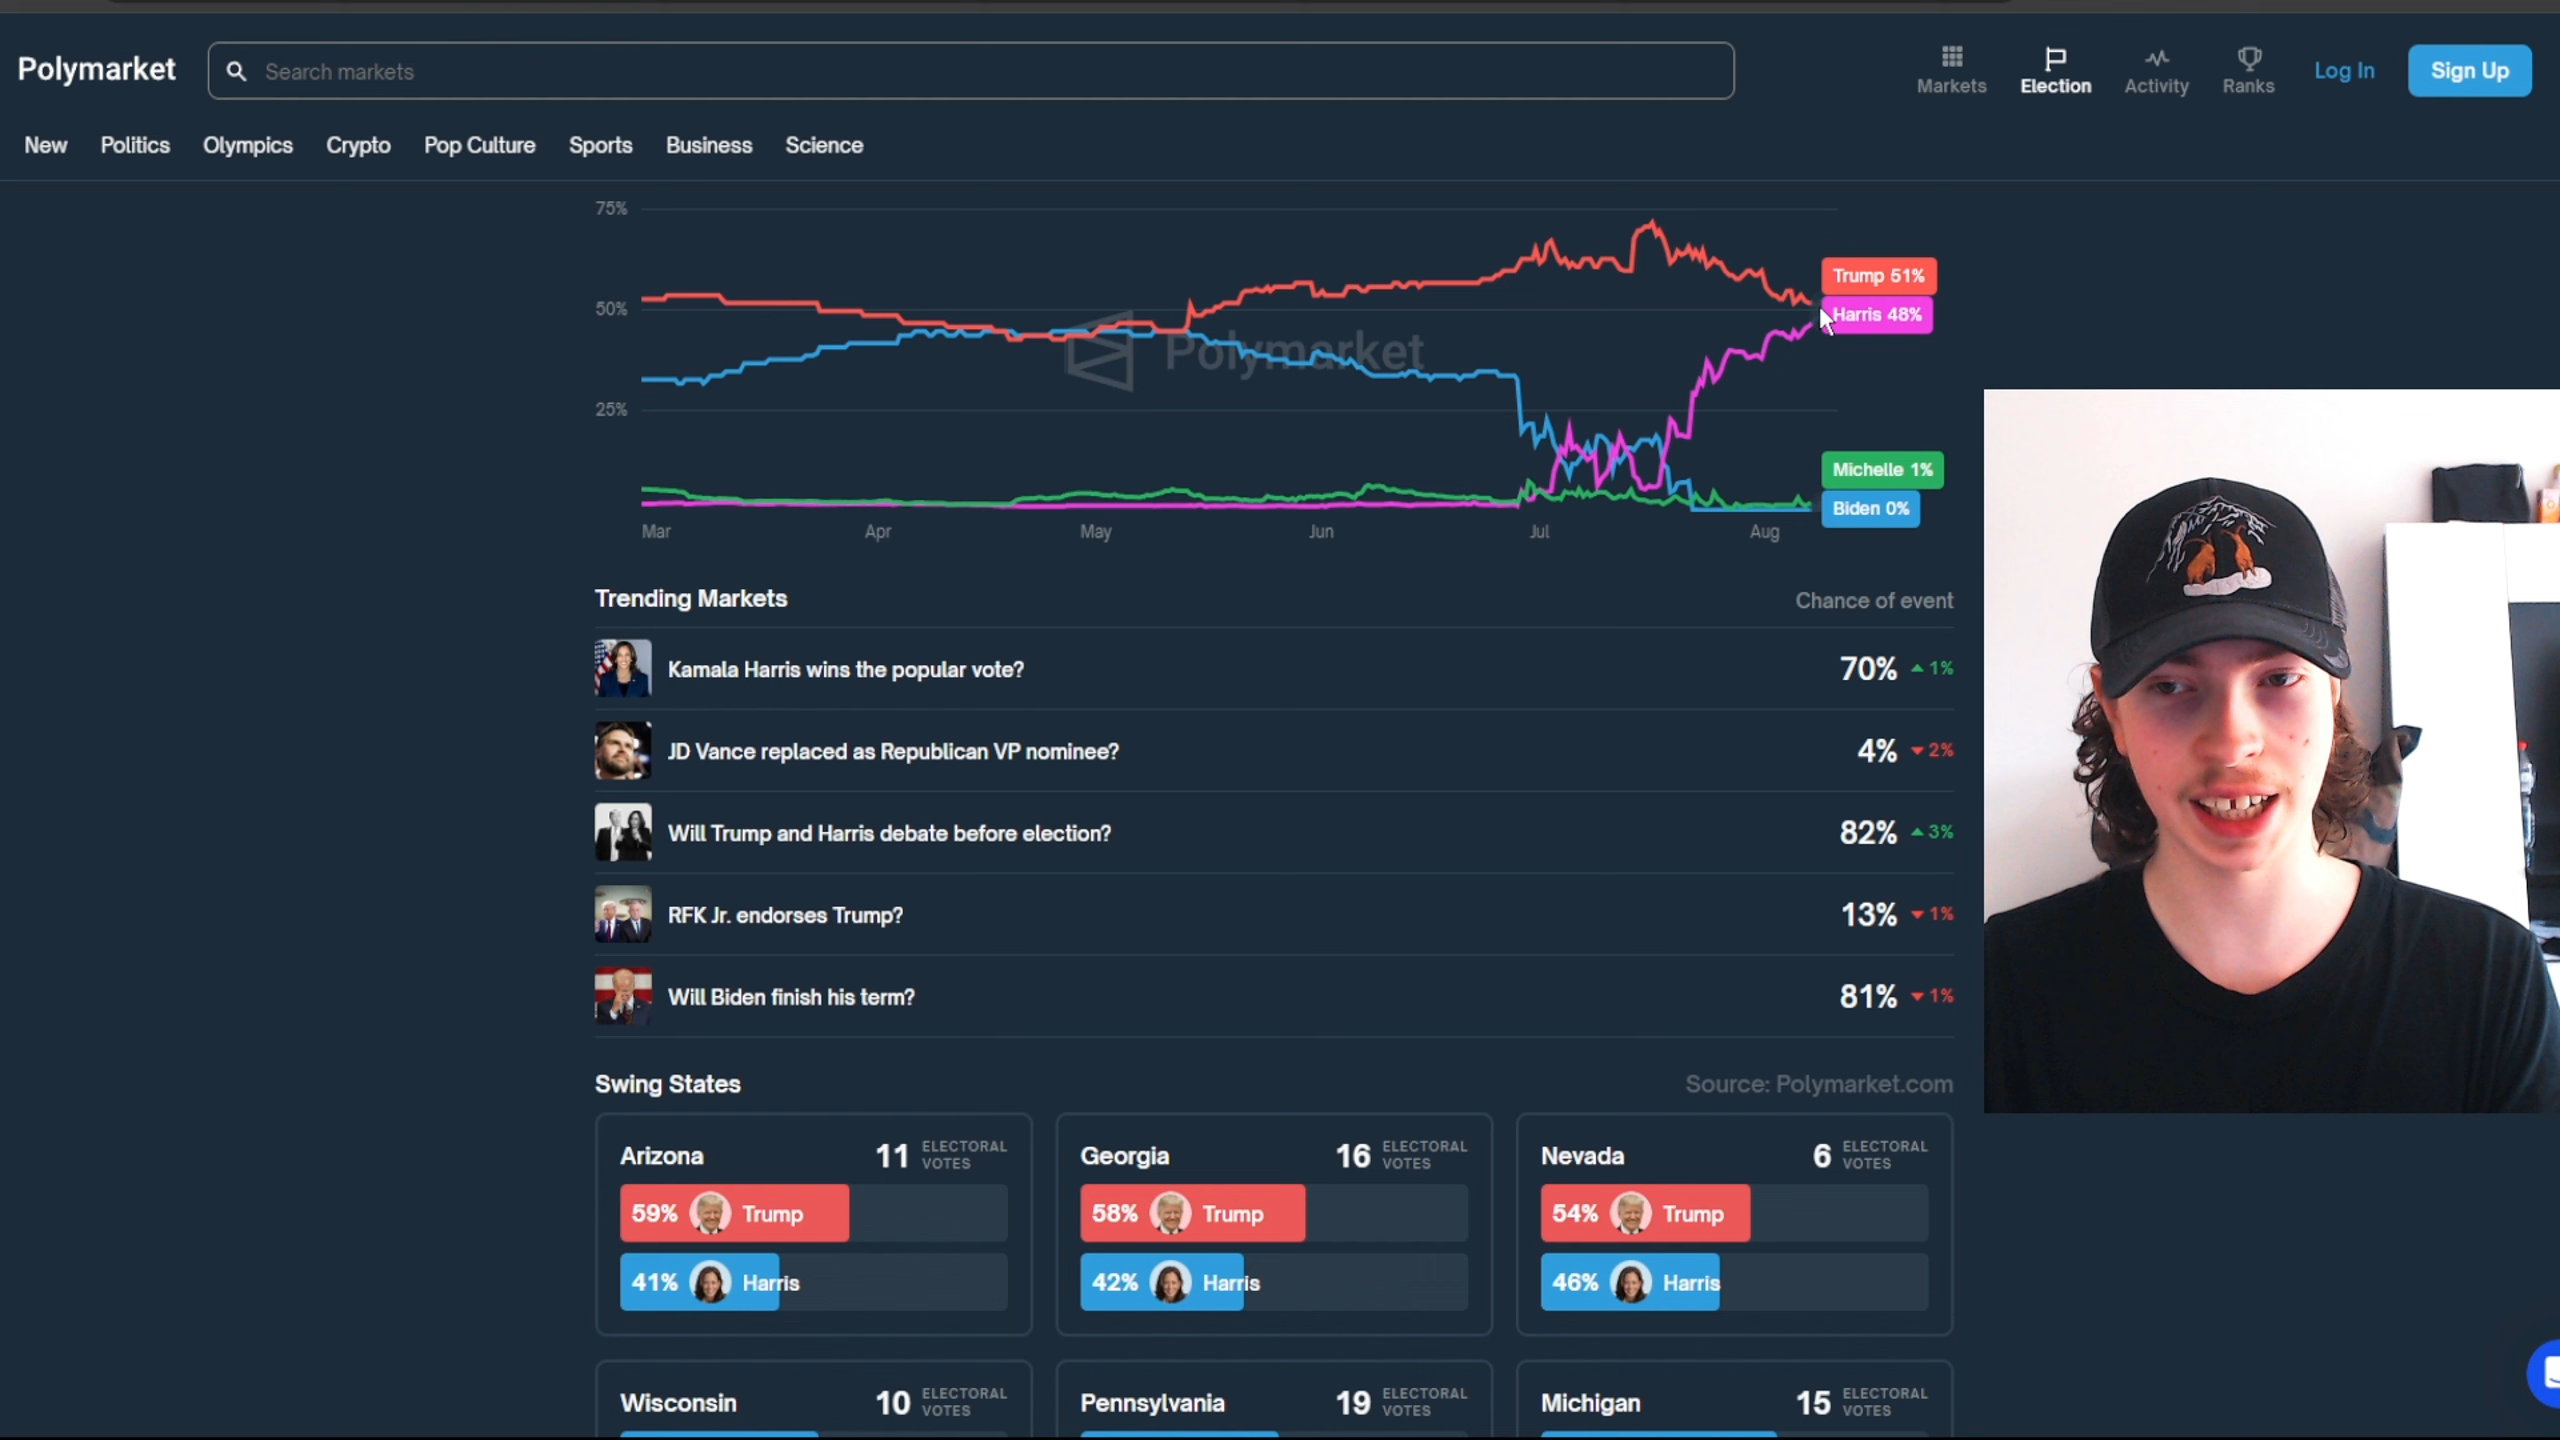 Polymarket
Search markets
Markets
Election
Activity
Ranks
Log In
Sign Up
New Politics Olympics Crypto Pop Culture Sports Business Science
75%
50%
25%
Trump 51%
Harris 48%
Polymarket
Michelle 1%
Biden 0%
Mar Apr May Jun Jul Aug
Trending Markets
Chance of event
Kamala Harris wins the popular vote? 70% 1%
JD Vance replaced as Republican VP nominee? 4% 2%
Will Trump and Harris debate before election? 82% 3%
RFK Jr. endorses Trump? 13% 1%
Will Biden finish his term? 81% 1%
Swing States
Source: Polymarket.com
Arizona 11 ELECTORAL VOTES
59% Trump
41% Harris
Georgia 16 ELECTORAL VOTES
58% Trump
42% Harris
Nevada 6 ELECTORAL VOTES
54% Trump
46% Harris
Wisconsin 10 ELECTORAL VOTES
Pennsylvania 19 ELECTORAL VOTES
Michigan 15 ELECTORAL VOTES